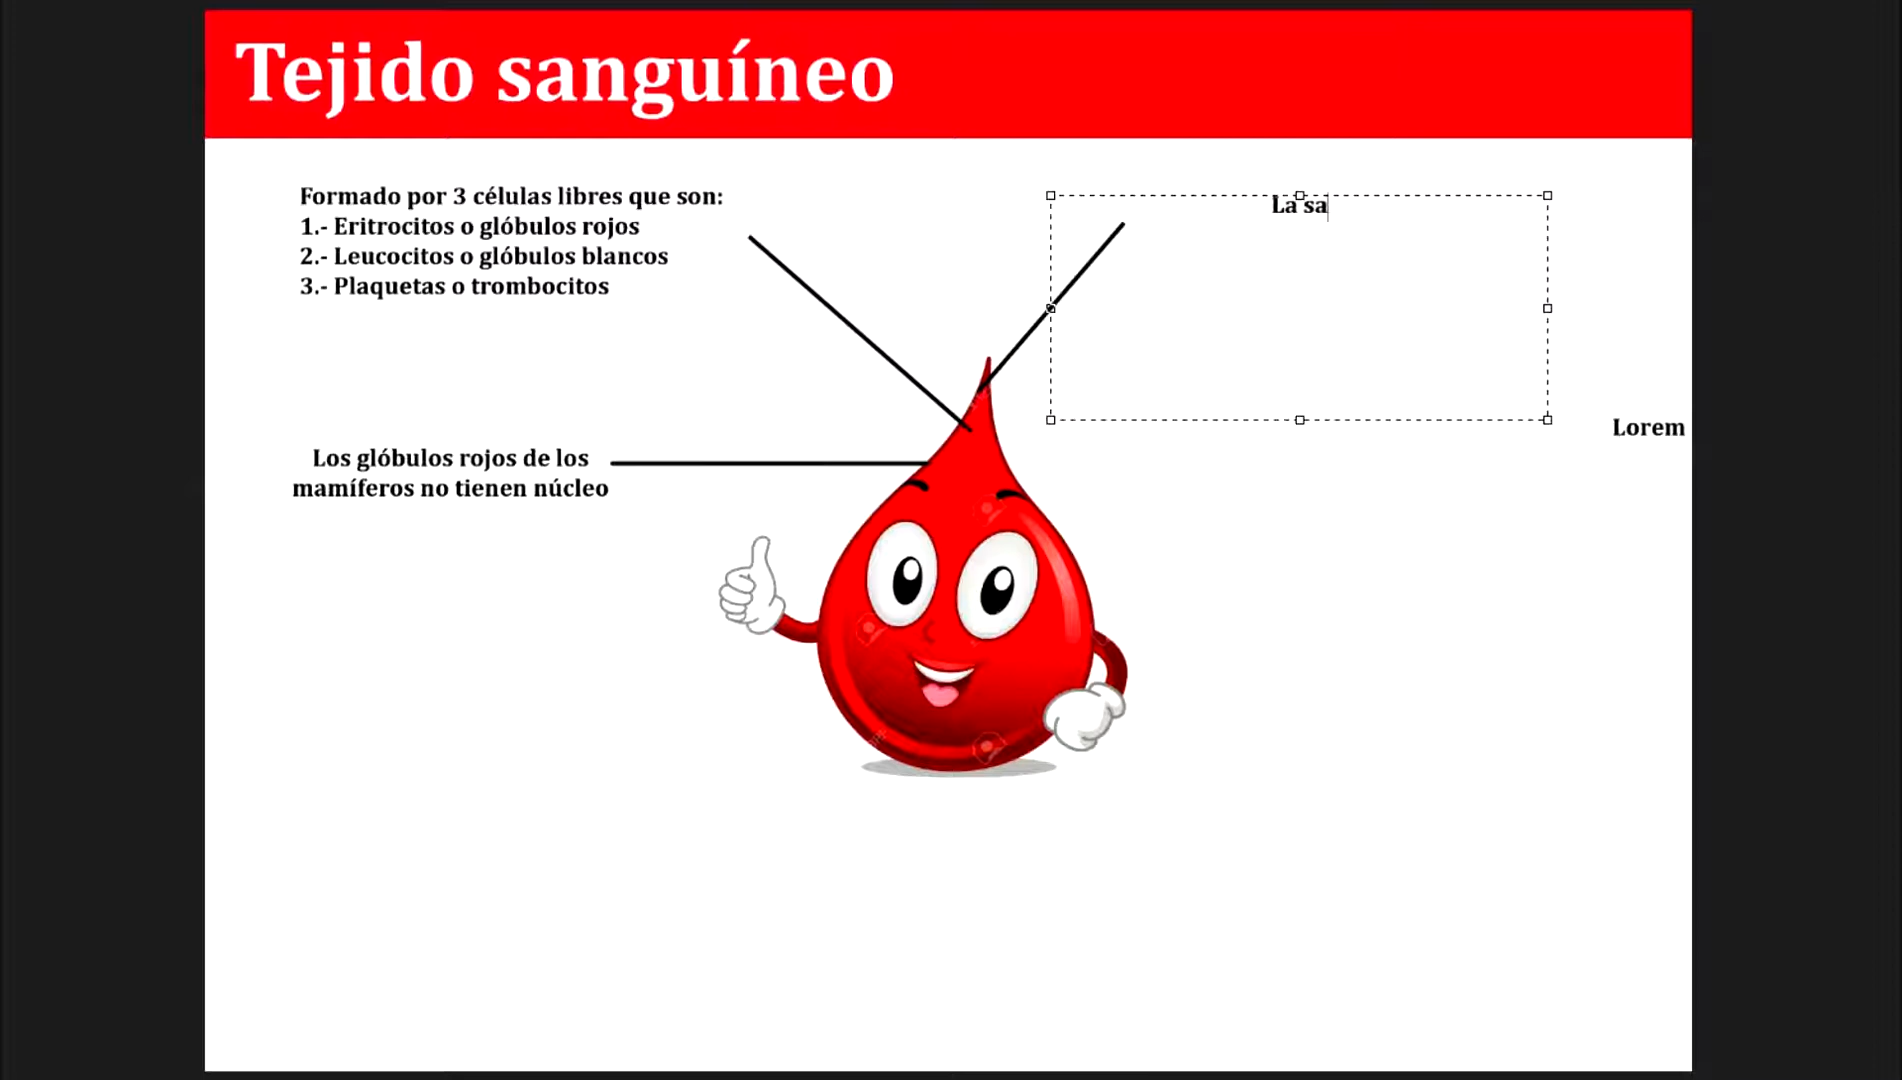 Tejido sanguíneo
Formado por 3 células libres que son:
1.- Eritrocitos o glóbulos rojos
2.- Leucocitos o glóbulos blancos
3.- Plaquetas o trombocitos
La sa
Lorem
Los glóbulos rojos de los
mamíferos no tienen núcleo